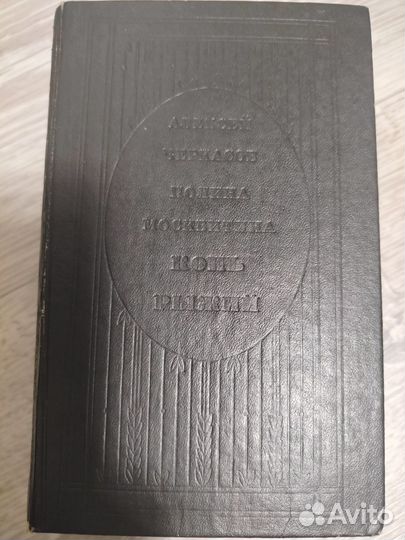 АЛЕКСЕЙ
ЧЕРКАСОВ
ПОЛИНА
МОСКВИТИНА
КОНЬ
РЫЖИЙ
Avito